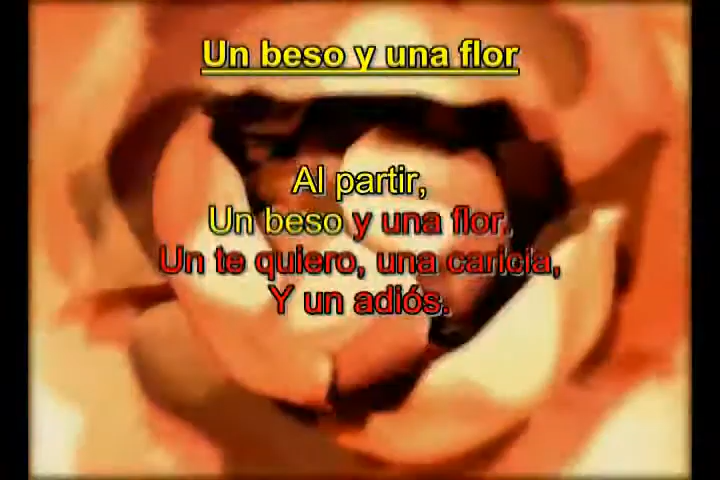 Un beso y una flor
Al partir,
Un beso y una flor.
Un te quiero, una caricia,
Y un adiós.